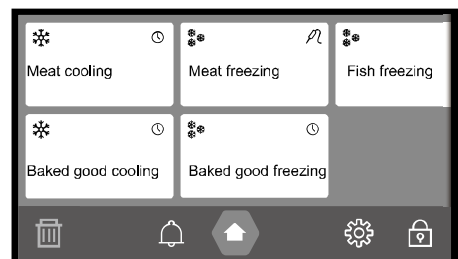 Meat cooling
Meat freezing
Fish freezing
Baked good cooling
Baked good freezing